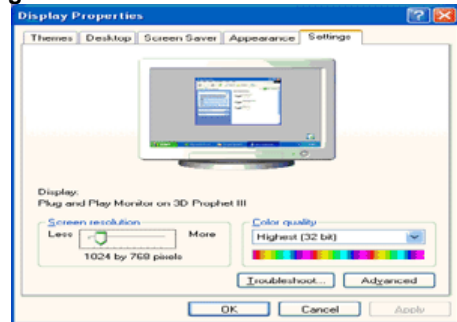 Display Properties
Themes Desktop Screen Saver Appearance Settings
Display:
Plug and Play Monitor on 3D Prophet III
Screen resolution
Less More
1024 by 768 pixels
Color quality
Highest (32 bit)
Troubleshoot... Advanced
OK Cancel Apply